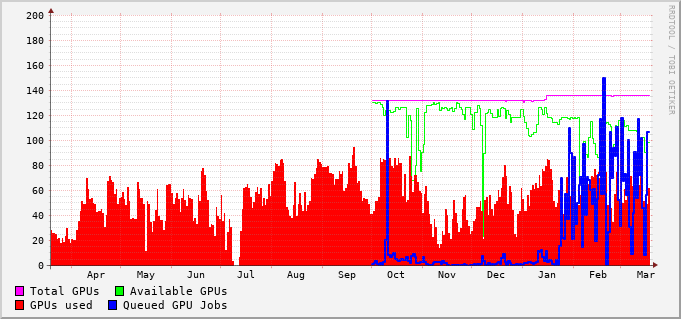 200
180
160
140
120
100
80
60
40
20
0
Apr May Jun Jul Aug Sep Oct Nov Dec Jan Feb Mar
Total GPUs Available GPUs
GPUs used Queued GPU Jobs
RRDTOOL / TOBI OETIKER